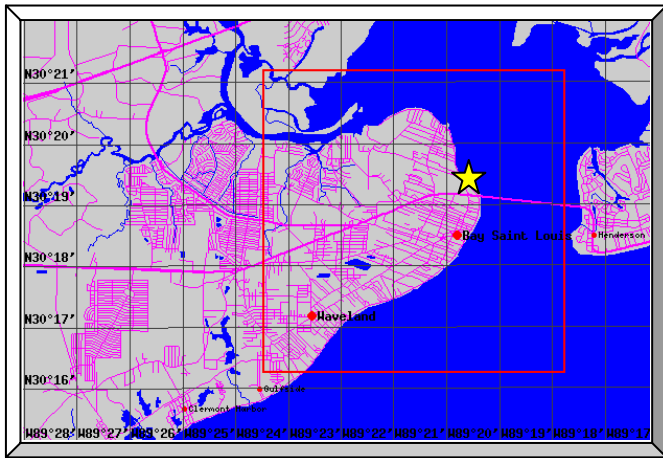 N30°21'
N30°20'
N30°19'
Bay Saint Louis
Henderson
N30°18'
Waveland
N30°17'
N30°16'
Gulfside
Clermont Harbor
W89°28' W89°27' W89°26' W89°25' W89°24' W89°23' W89°22' W89°21' W89°20' W89°19' W89°18' W89°17'